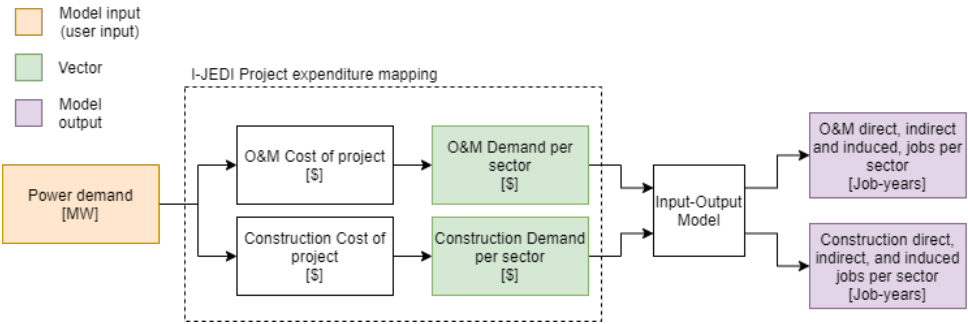 Model input
(user input)
Vector
Model
output
I-JEDI Project expenditure mapping
Power demand
[MW]
O&M Cost of project
[$]
O&M Demand per
sector
[$]
Construction Cost of
project
[$]
Construction Demand
per sector
[$]
Input-Output
Model
O&M direct, indirect
and induced, jobs per
sector
[Job-years]
Construction direct,
indirect, and induced
jobs per sector
[Job-years]